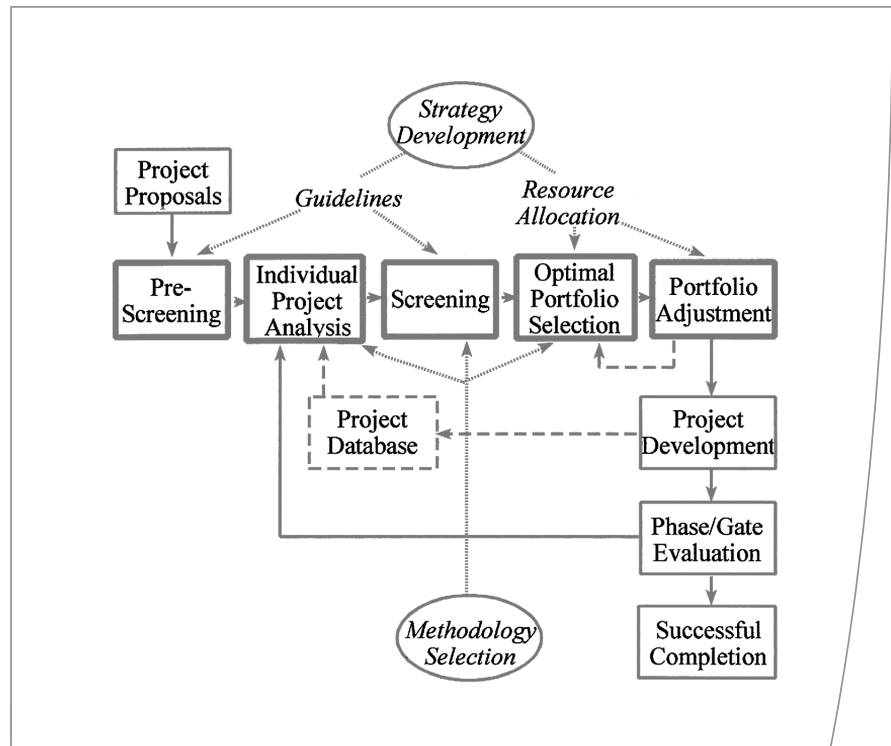 Strategy
Development
Project
Proposals
Guidelines
Resource
Allocation
Pre-
Screening
Individual
Project
Analysis
Screening
Optimal
Portfolio
Selection
Portfolio
Adjustment
Project
Database
Project
Development
Phase/Gate
Evaluation
Methodology
Selection
Successful
Completion